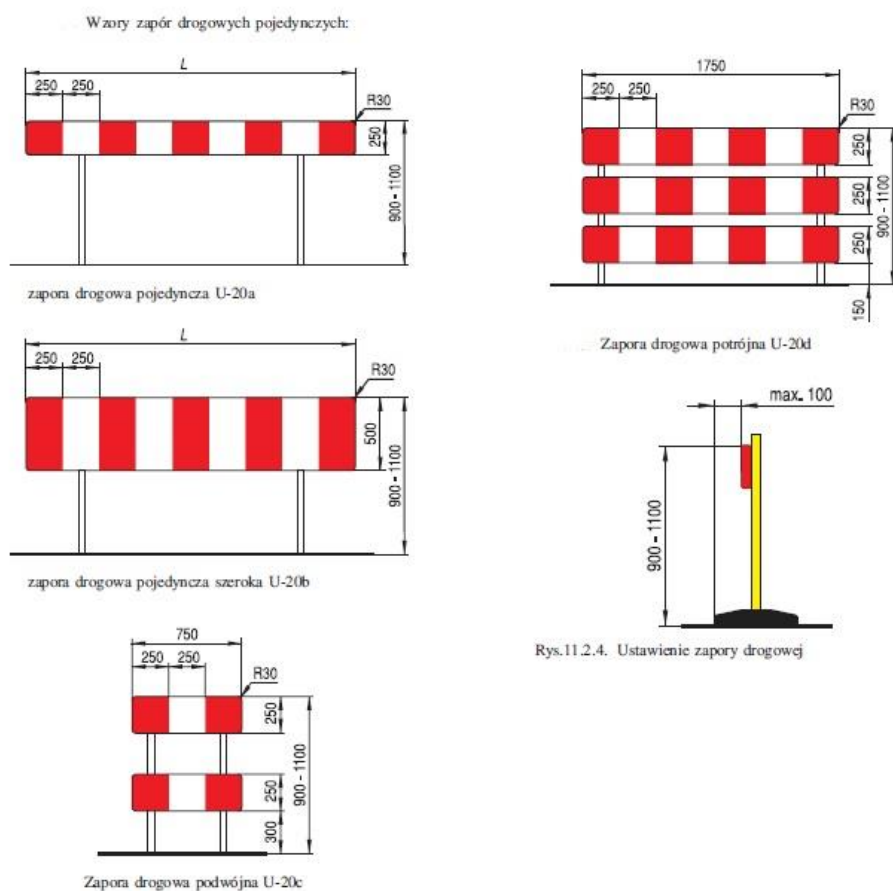 Wzory zapór drogowych pojedynczych:
L
250 250
R30
250
900 - 1100
zapora drogowa pojedyncza U-20a
L
250 250
R30
500
900 - 1100
zapora drogowa pojedyncza szeroka U-20b
750
250 250
R30
250
250
300
900 - 1100
Zapora drogowa podwójna U-20c
1750
250 250
R30
250
250
250
900 - 1100
150
Zapora drogowa potrójna U-20d
max. 100
900 - 1100
Rys.11.2.4. Ustawienie zapory drogowej